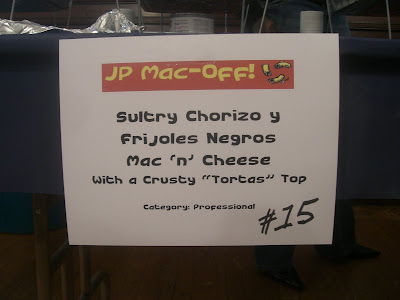 JP Mac-Off!
Sultry Chorizo y
Frijoles Negros
Mac 'n' Cheese
With a Crusty "Tortas" Top
Category: Professional
#15